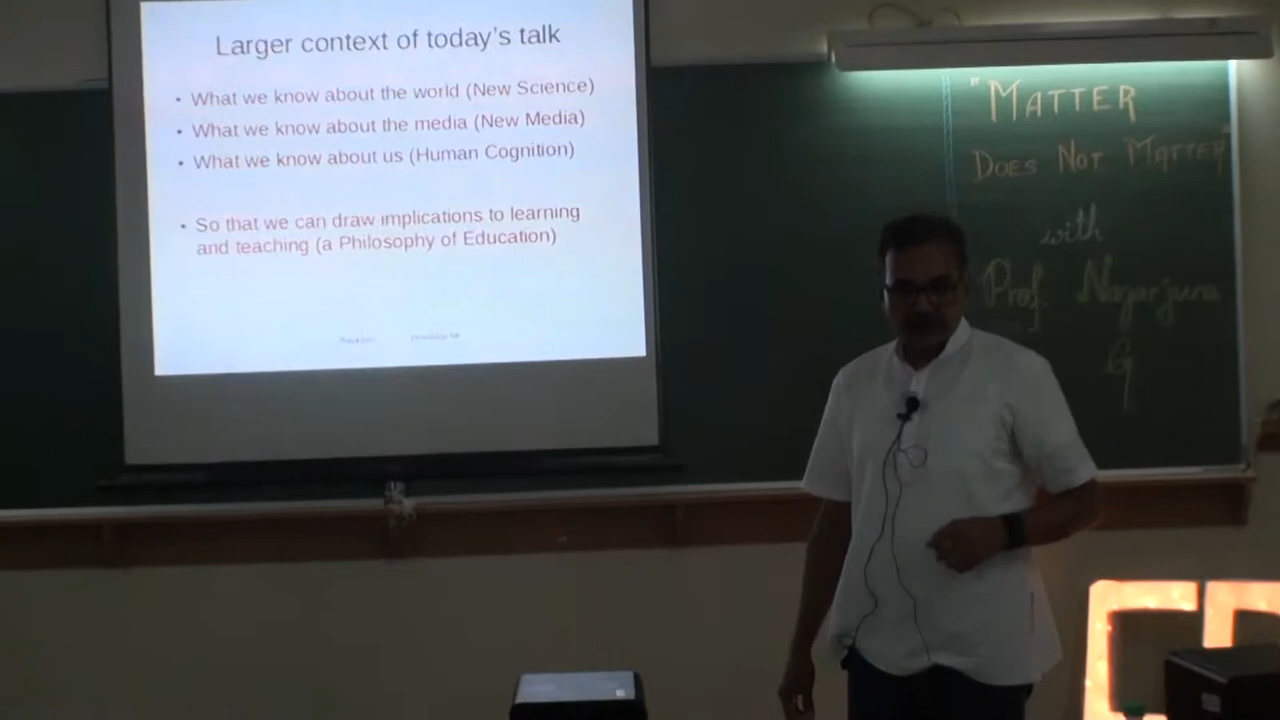 Larger context of today's talk
• What we know about the world (New Science)
• What we know about the media (New Media)
• What we know about us (Human Cognition)
• So that we can draw implications to learning
and teaching (a Philosophy of Education)
"MATTER
DOES NOT MATTER"
with
Prof. Nagarjuna
G